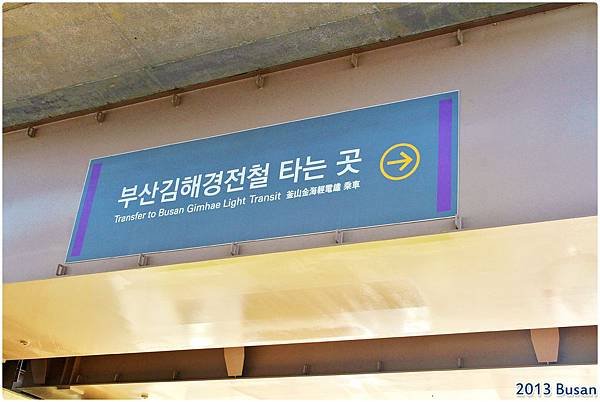 부산김해경전철 타는 곳
Transfer to Busan Gimhae Light Transit 釜山金海輕電鐵 乘車
2013 Busan